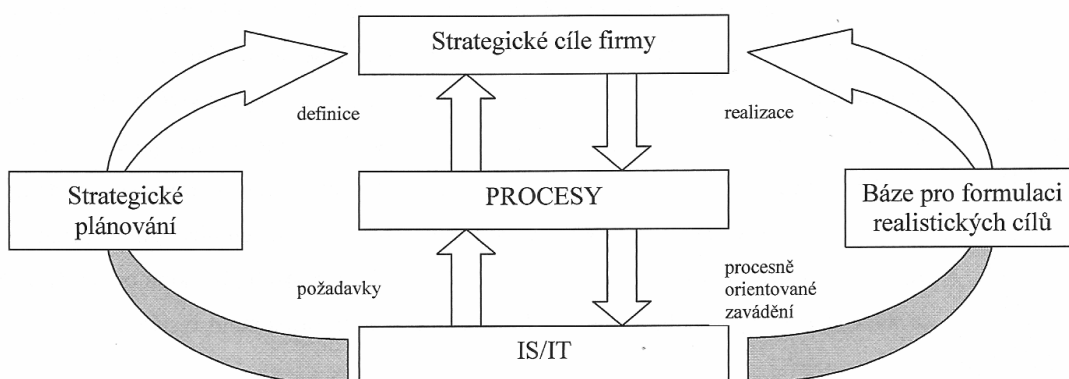 Strategické cíle firmy
definice
realizace
Strategické
plánování
PROCESY
Báze pro formulaci
realistických cílů
požadavky
procesně
orientované
zavádění
IS/IT